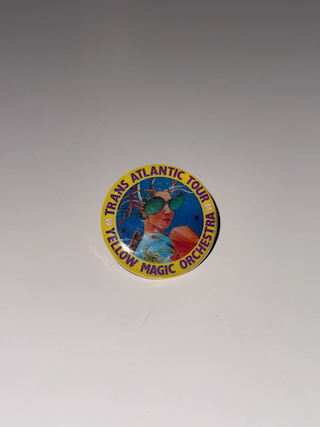 TRANS ATLANTIC TOUR
YELLOW MAGIC ORCHESTRA